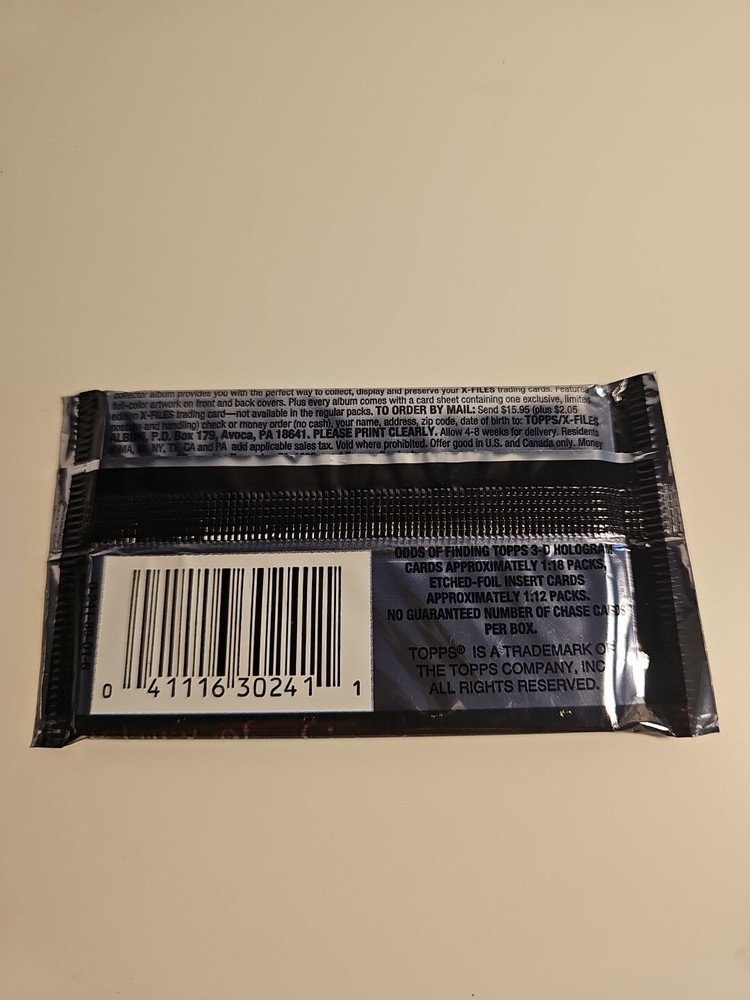 collector album provides you with the perfect way to collect, display and preserve your X-FILES trading cards. Features
full-color artwork on front and back covers. Plus every album comes with a card sheet containing one exclusive, limited
edition X-FILES trading card—not available in the regular packs. TO ORDER BY MAIL: Send $15.95 (plus $2.05
postage and handling) check or money order (no cash), your name, address, zip code, date of birth to: TOPPS/X-FILES
ALBUM, P.O. Box 179, Avoca, PA 18641. PLEASE PRINT CLEARLY. Allow 4-8 weeks for delivery. Residents
of MA, NY, TX, CA and PA add applicable sales tax. Void where prohibited. Offer good in U.S. and Canada only. Money
ODDS OF FINDING TOPPS 3-D HOLOGRAM
CARDS APPROXIMATELY 1:18 PACKS,
ETCHED-FOIL INSERT CARDS
APPROXIMATELY 1:12 PACKS.
NO GUARANTEED NUMBER OF CHASE CARDS
PER BOX.
TOPPS® IS A TRADEMARK OF
THE TOPPS COMPANY, INC
ALL RIGHTS RESERVED.
0 41116 30241 1